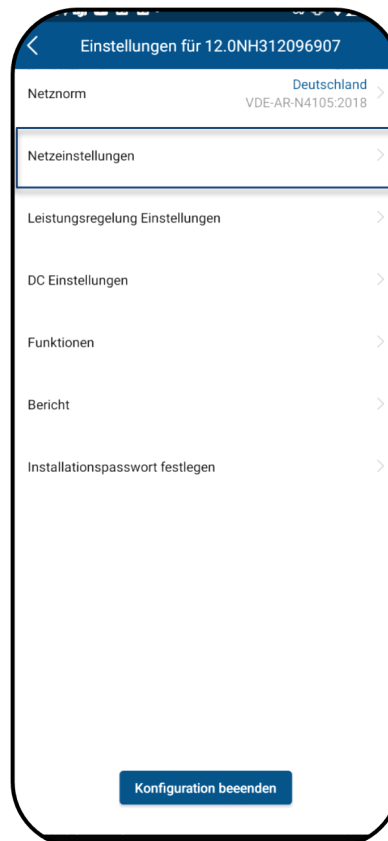 Einstellungen für 12.0NH312096907
Netznorm
Deutschland
VDE-AR-N4105:2018
Netzeinstellungen
Leistungsregelung Einstellungen
DC Einstellungen
Funktionen
Bericht
Installationspasswort festlegen
Konfiguration beeenden